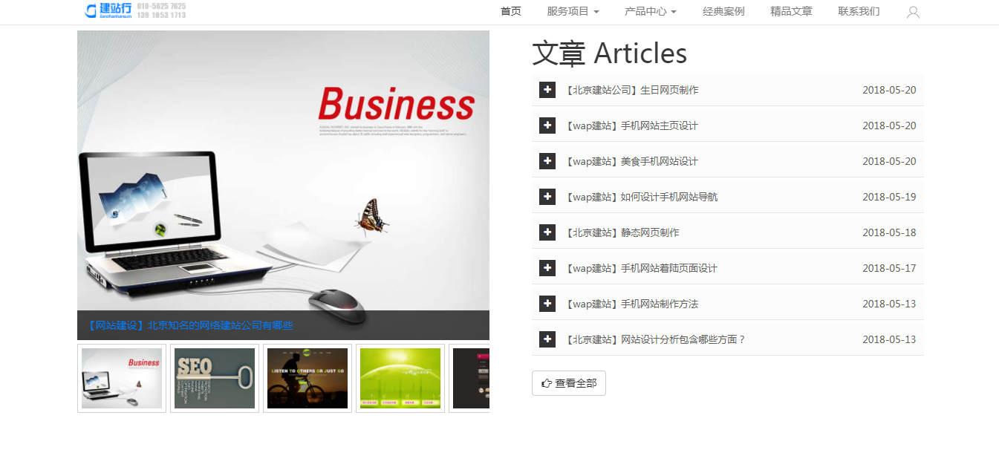 建站行
010-5625 7625
139 1053 1713
Jianzhanhang.cn
首页 服务项目 产品中心 经典案例 精品文章 联系我们
Business
【网站建设】北京知名的网络建站公司有哪些
Business
SEO
LISTEN TO OTHERS OR JUST GO
文章 Articles
【北京建站公司】生日网页制作 2018-05-20
【wap建站】手机网站主页设计 2018-05-20
【wap建站】美食手机网站设计 2018-05-20
【wap建站】如何设计手机网站导航 2018-05-19
【北京建站】静态网页制作 2018-05-18
【wap建站】手机网站着陆页面设计 2018-05-17
【wap建站】手机网站制作方法 2018-05-13
【北京建站】网站设计分析包含哪些方面？ 2018-05-13
查看全部